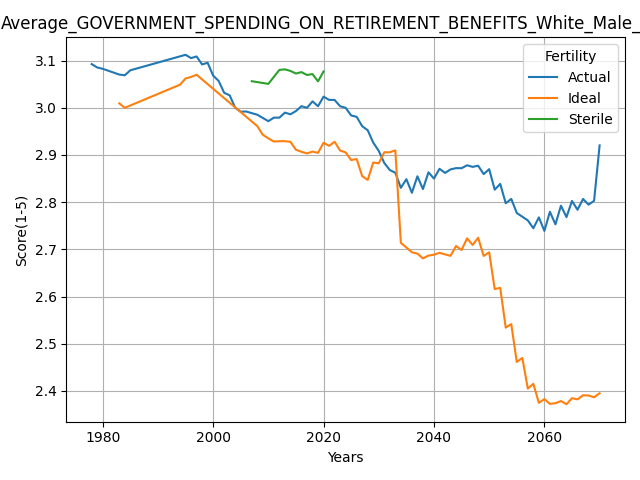 Average_GOVERNMENT_SPENDING_ON_RETIREMENT_BENEFITS_White_Male_
Fertility
Actual
Ideal
Sterile
Score(1-5)
3.1
3.0
2.9
2.8
2.7
2.6
2.5
2.4
1980 2000 2020 2040 2060
Years